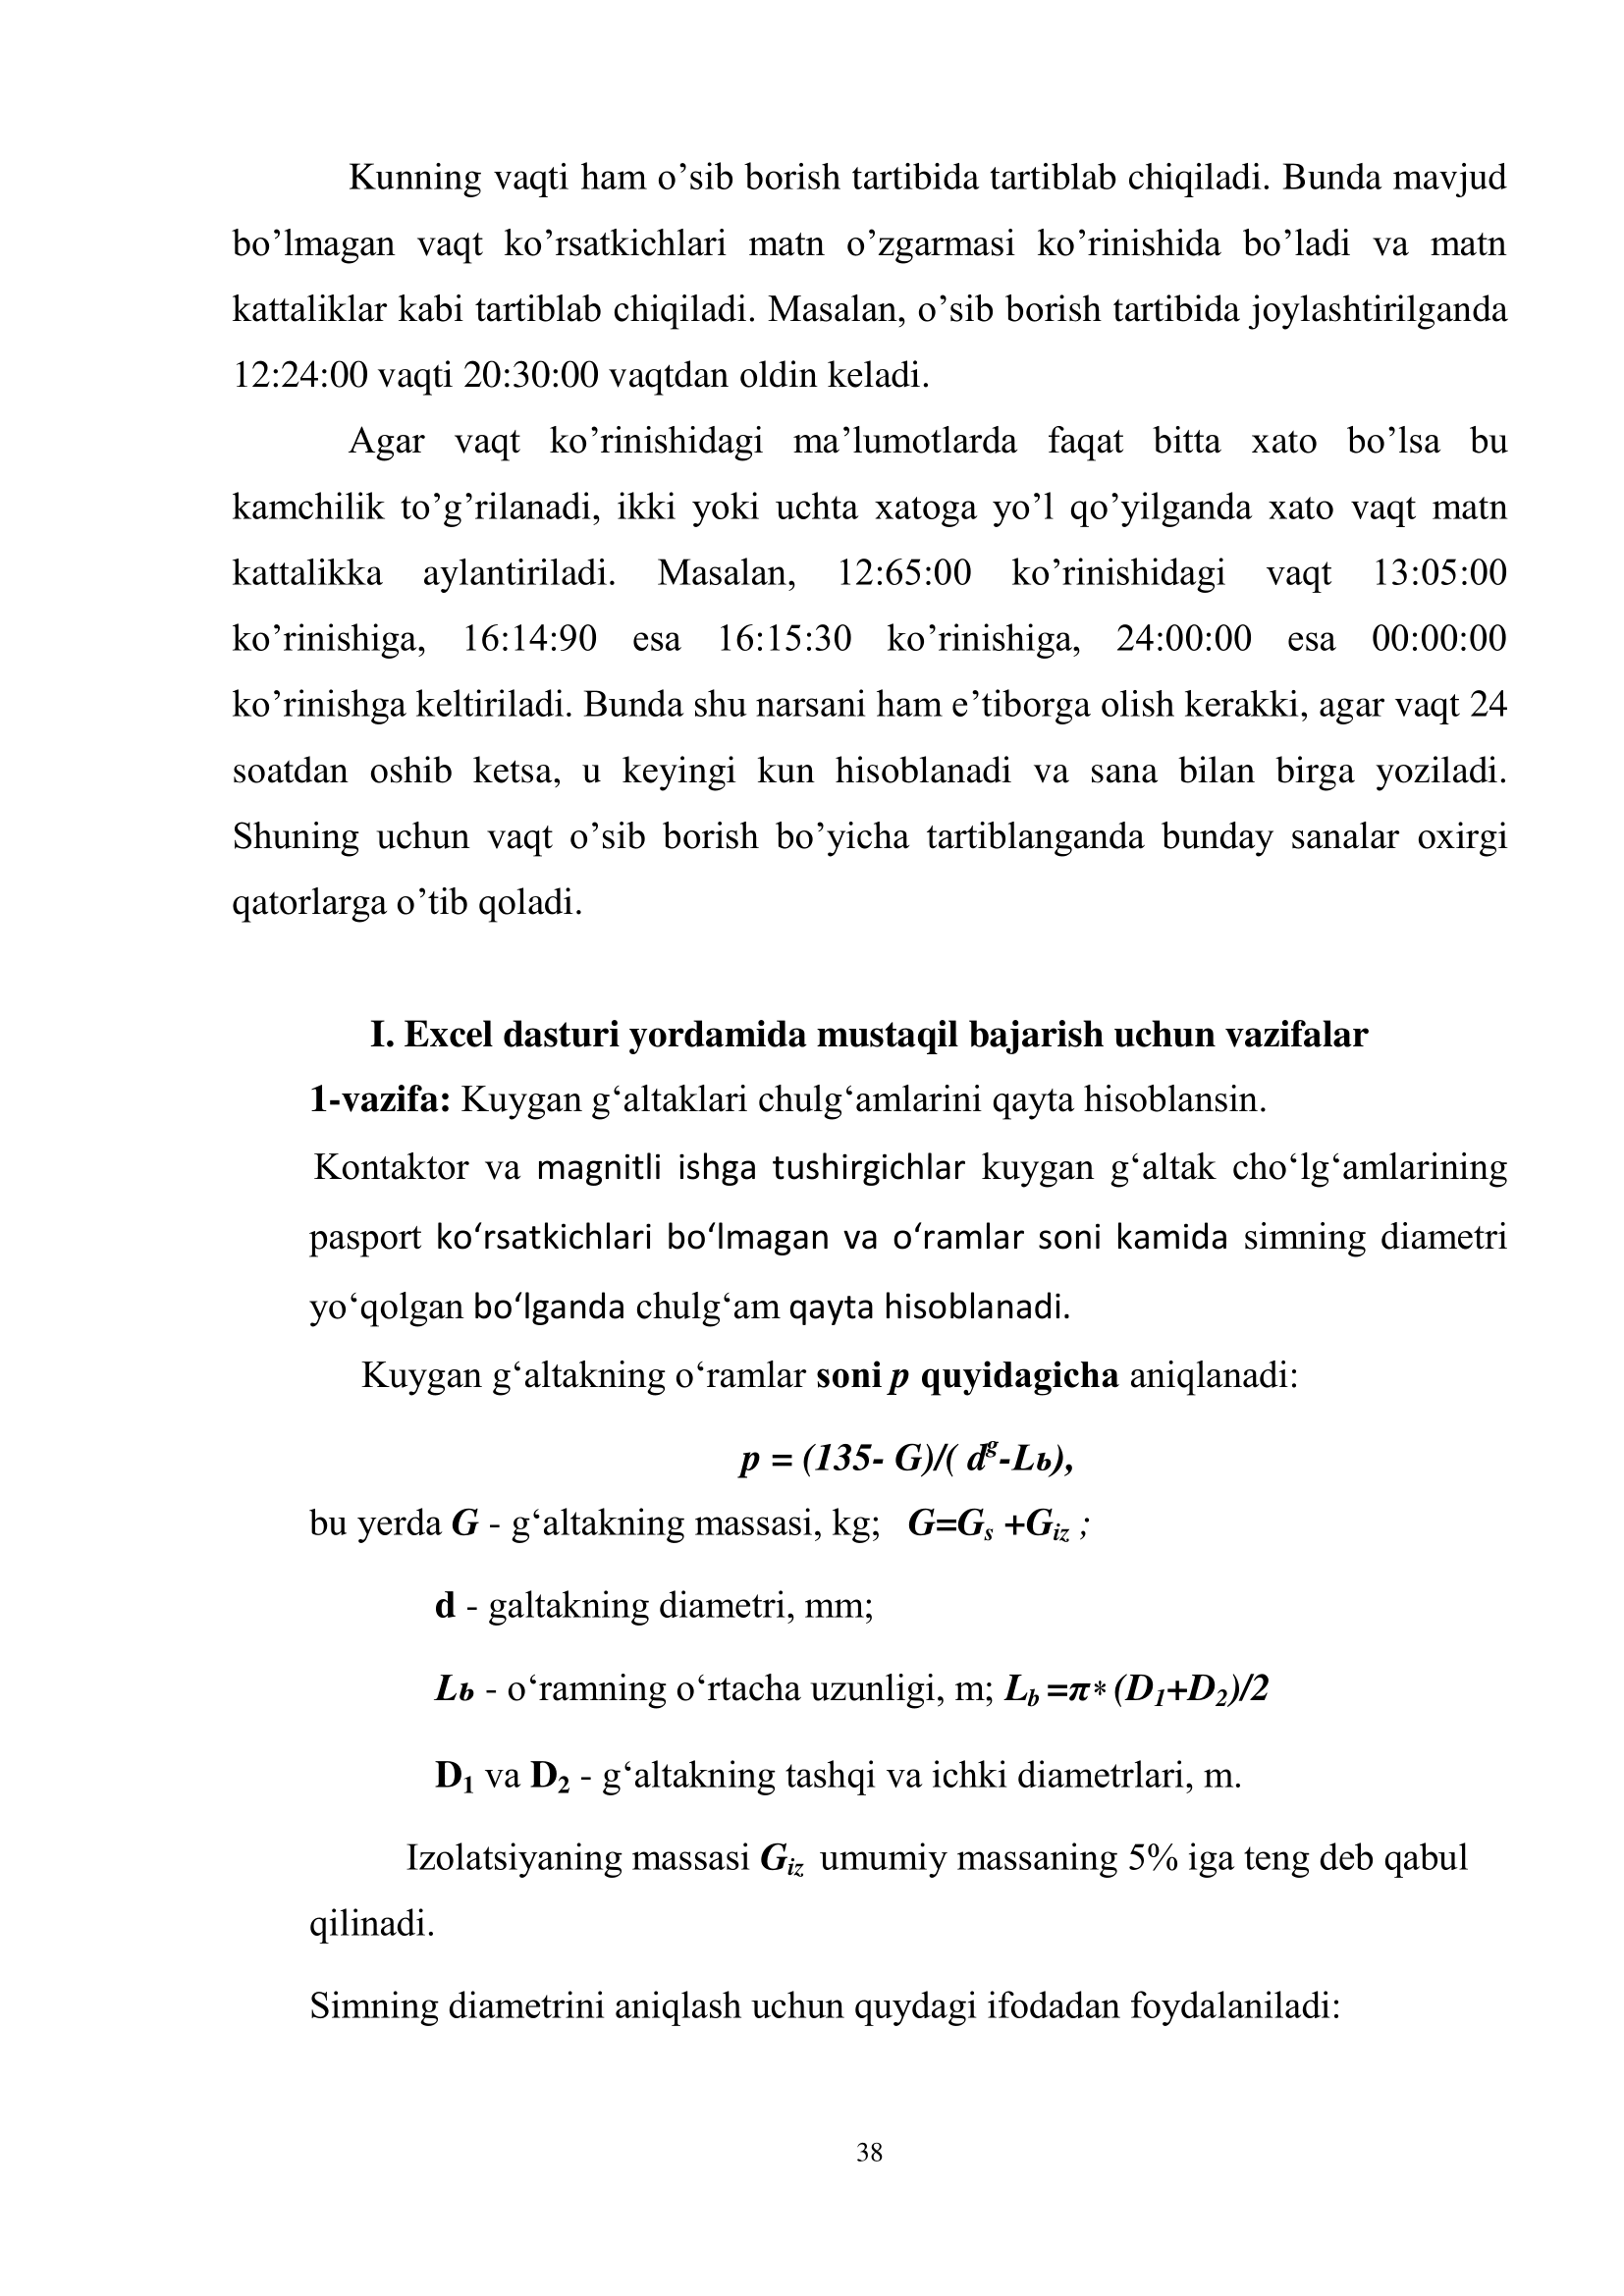 Kunning vaqti ham o’sib borish tartibida tartiblab chiqiladi. Bunda mavjud
bo’lmagan vaqt ko’rsatkichlari matn o’zgarmasi ko’rinishida bo’ladi va matn
kattaliklar kabi tartiblab chiqiladi. Masalan, o’sib borish tartibida joylashtirilganda
12:24:00 vaqti 20:30:00 vaqtdan oldin keladi.
Agar vaqt ko’rinishidagi ma’lumotlarda faqat bitta xato bo’lsa bu
kamchilik to’g’rilanadi, ikki yoki uchta xatoga yo’l qo’yilganda xato vaqt matn
kattalikka aylantiriladi. Masalan, 12:65:00 ko’rinishidagi vaqt 13:05:00
ko’rinishiga, 16:14:90 esa 16:15:30 ko’rinishiga, 24:00:00 esa 00:00:00
ko’rinishga keltiriladi. Bunda shu narsani ham e’tiborga olish kerakki, agar vaqt 24
soatdan oshib ketsa, u keyingi kun hisoblanadi va sana bilan birga yoziladi.
Shuning uchun vaqt o’sib borish bo’yicha tartiblanganda bunday sanalar oxirgi
qatorlarga o’tib qoladi.
I. Excel dasturi yordamida mustaqil bajarish uchun vazifalar
1-vazifa: Kuygan g‘altaklari chulg‘amlarini qayta hisoblansin.
Kontaktor va magnitli ishga tushirgichlar kuygan g‘altak cho‘lg‘amlarining
pasport ko‘rsatkichlari bo‘lmagan va o‘ramlar soni kamida simning diametri
yo‘qolgan bo‘lganda chulg‘am qayta hisoblanadi.
Kuygan g‘altakning o‘ramlar soni p quyidagicha aniqlanadi:
p = (135- G)/( d^g-Lь),
bu yerda G - g‘altakning massasi, kg; G=G_s +G_iz ;
d - galtakning diametri, mm;
Lь - o‘ramning o‘rtacha uzunligi, m; L_b =π* (D_1+D_2)/2
D_1 va D_2 - g‘altakning tashqi va ichki diametrlari, m.
Izolatsiyaning massasi G_iz umumiy massaning 5% iga teng deb qabul
qilinadi.
Simning diametrini aniqlash uchun quydagi ifodadan foydalaniladi:
38